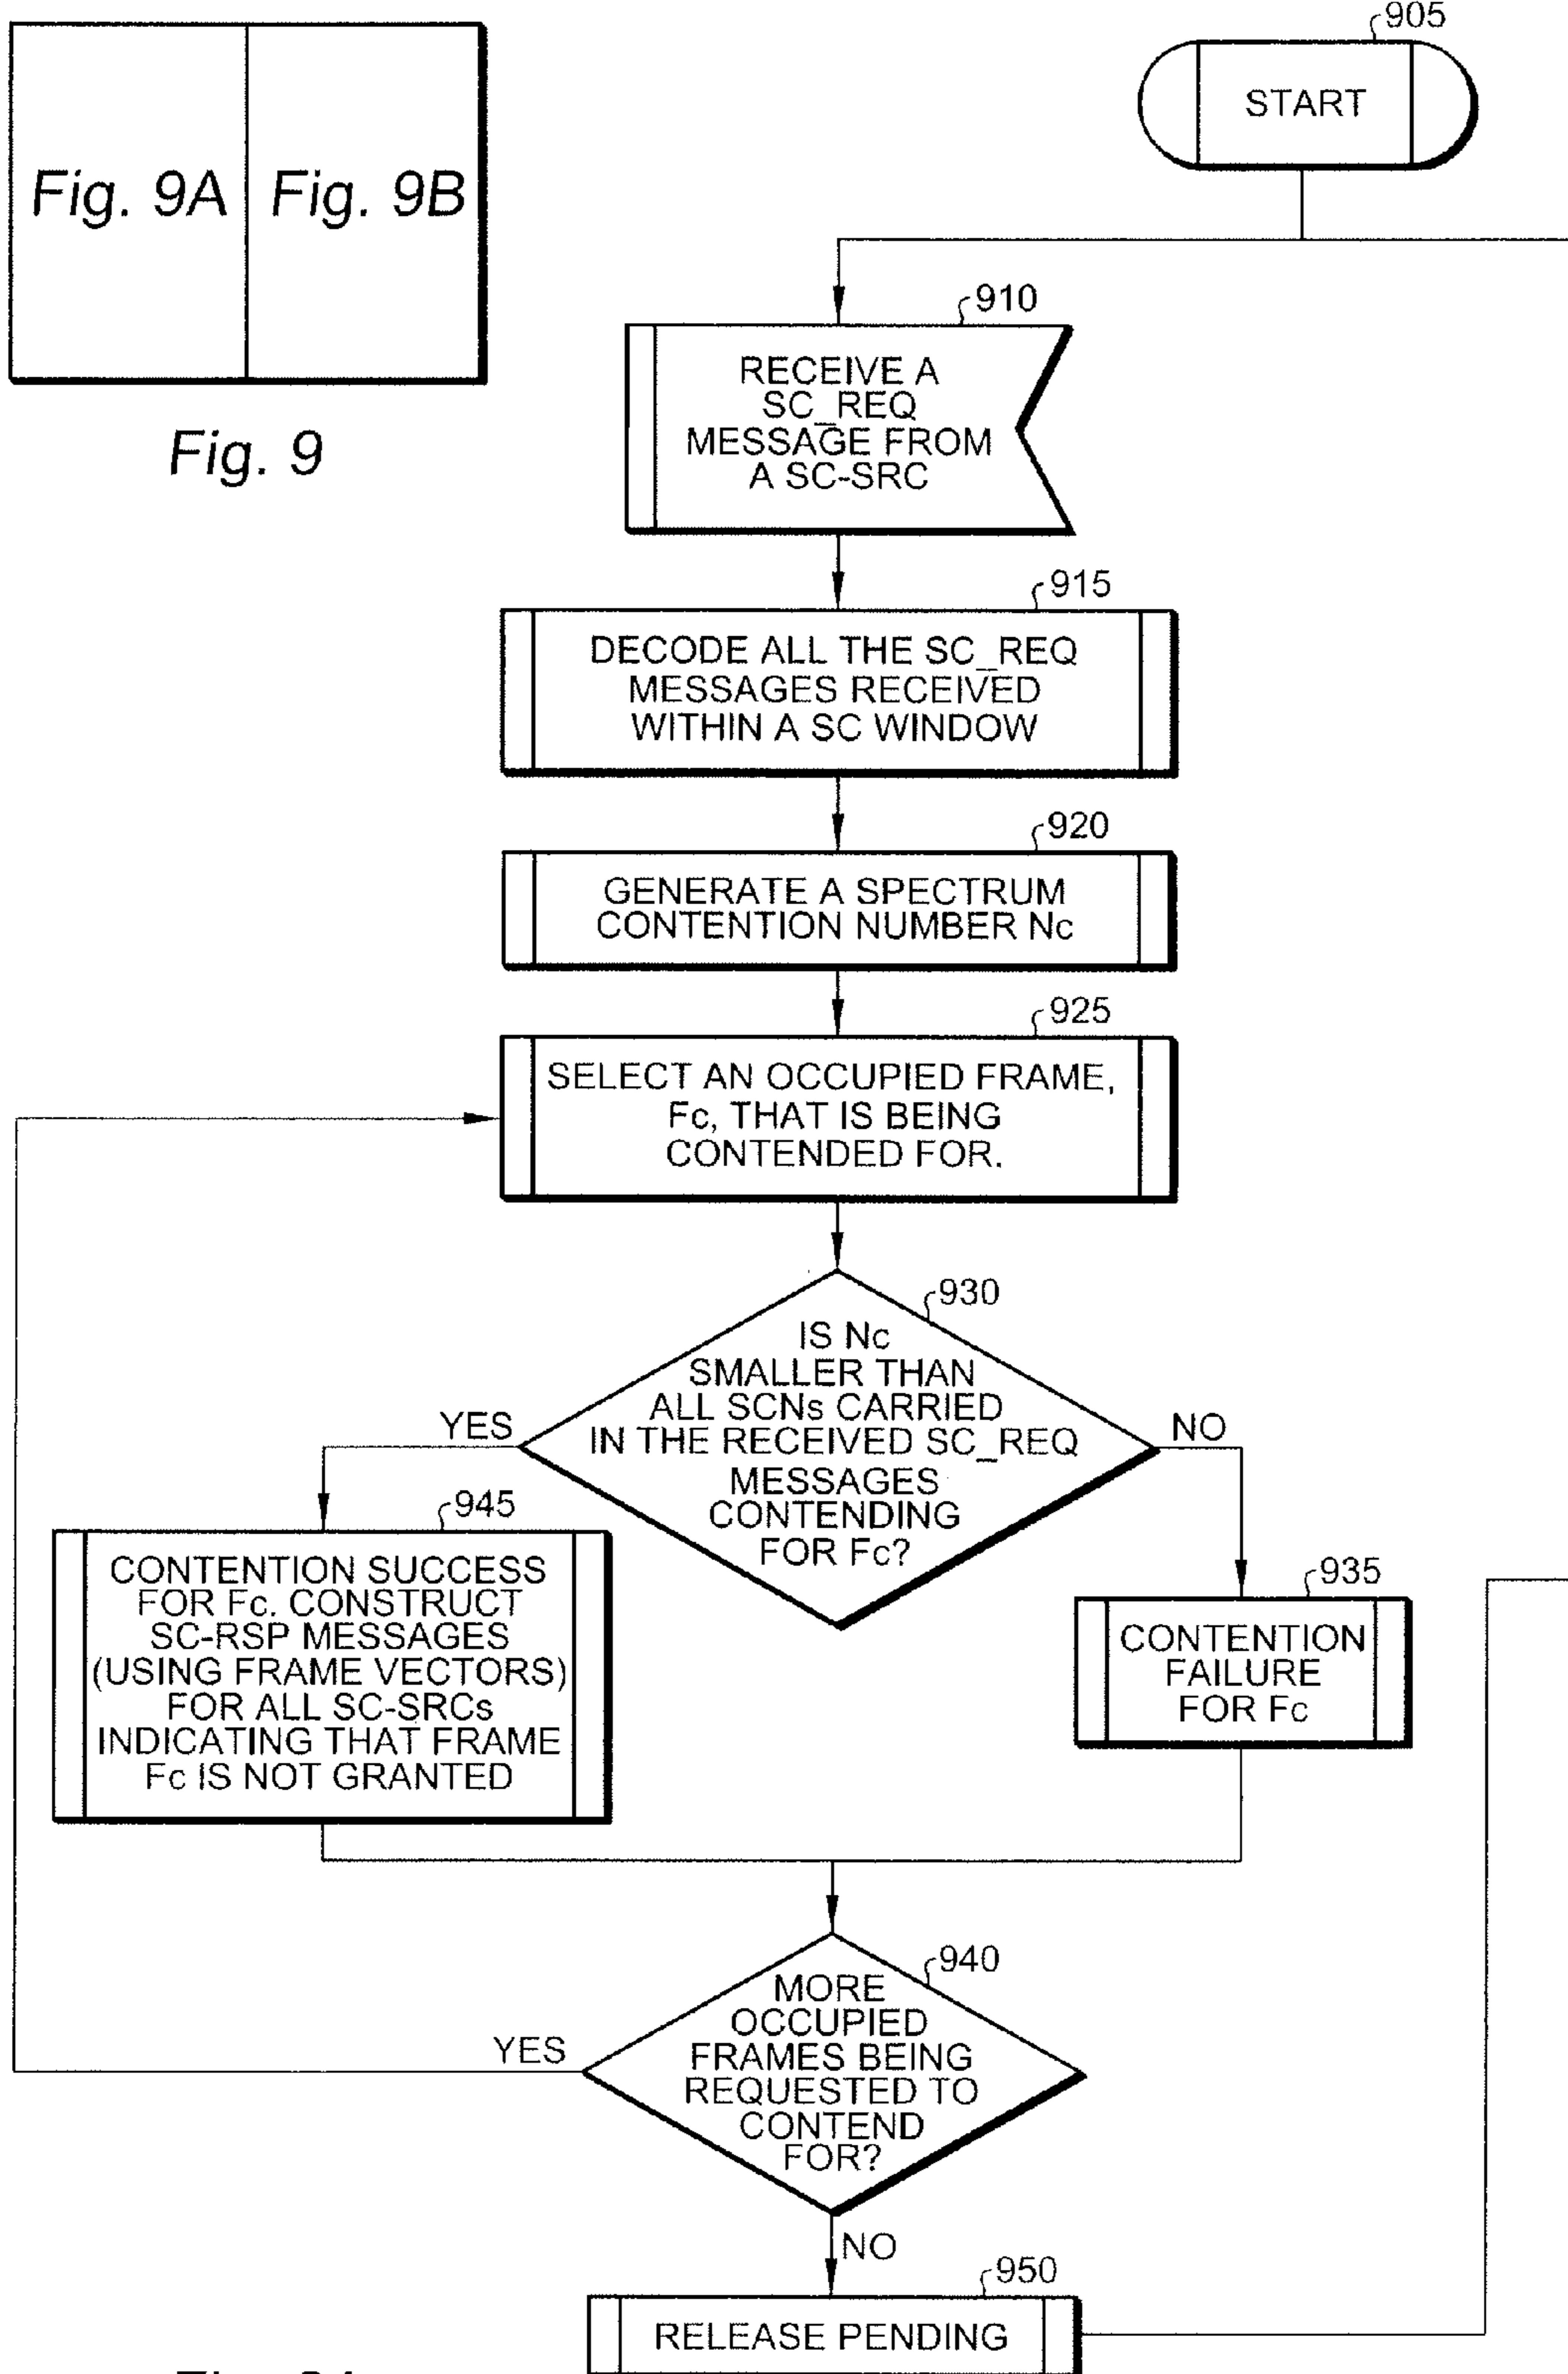 Fig. 9A
Fig. 9B
Fig. 9
905
START
910
RECEIVE A
SC_REQ
MESSAGE FROM
A SC-SRC
915
DECODE ALL THE SC_REQ
MESSAGES RECEIVED
WITHIN A SC WINDOW
920
GENERATE A SPECTRUM
CONTENTION NUMBER Nc
925
SELECT AN OCCUPIED FRAME,
Fc, THAT IS BEING
CONTENDED FOR.
930
IS Nc
SMALLER THAN
ALL SCNs CARRIED
IN THE RECEIVED SC_REQ
MESSAGES
CONTENDING
FOR Fc?
YES
NO
945
CONTENTION SUCCESS
FOR Fc. CONSTRUCT
SC-RSP MESSAGES
(USING FRAME VECTORS)
FOR ALL SC-SRCs
INDICATING THAT FRAME
Fc IS NOT GRANTED
935
CONTENTION
FAILURE
FOR Fc
940
MORE
OCCUPIED
FRAMES BEING
REQUESTED TO
CONTEND
FOR?
YES
NO
950
RELEASE PENDING